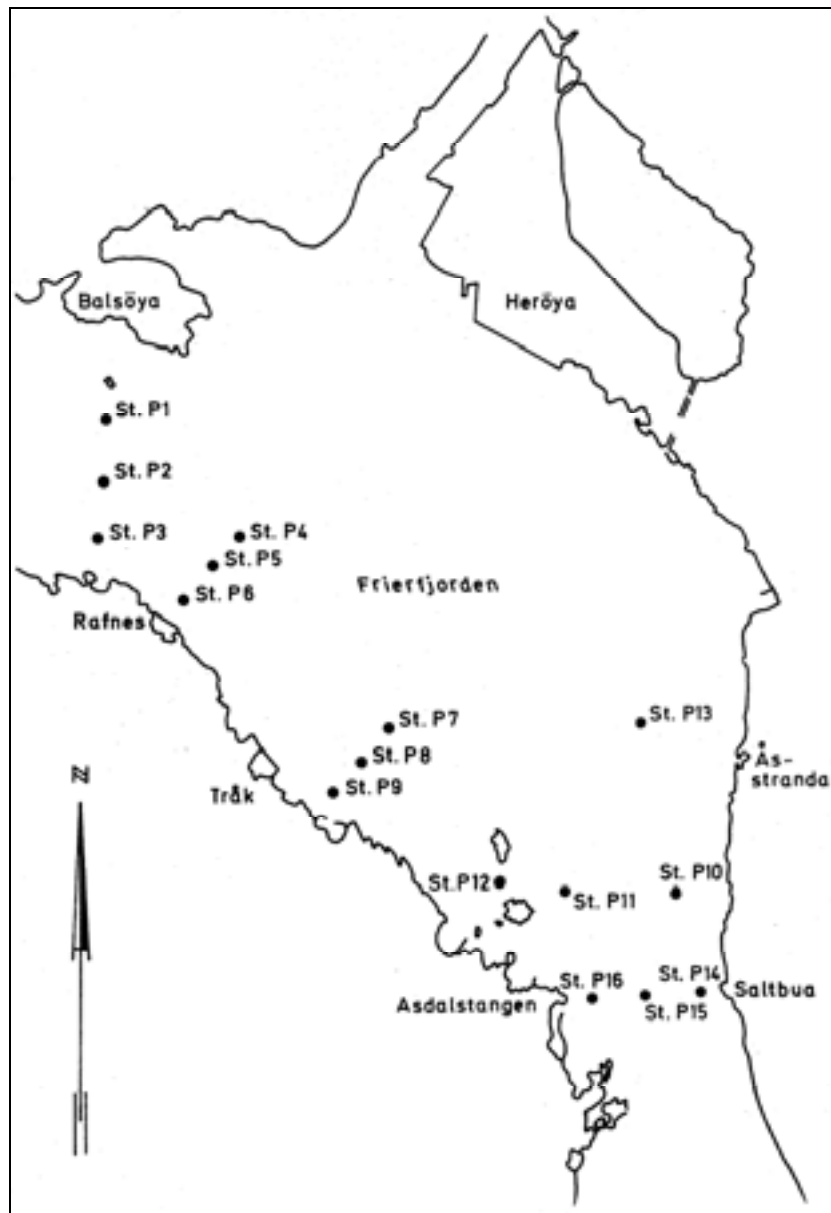 Balsöya
Heröya
St. P1
St. P2
St. P3
St. P4
St. P5
St. P6
Frierfjorden
Rafnes
St. P7
St. P13
St. P8
Ås-
stranda
Tråk
St. P9
N
St. P12
St. P10
St. P11
St. P16
St. P14
Saltbua
Asdalstangen
St. P15